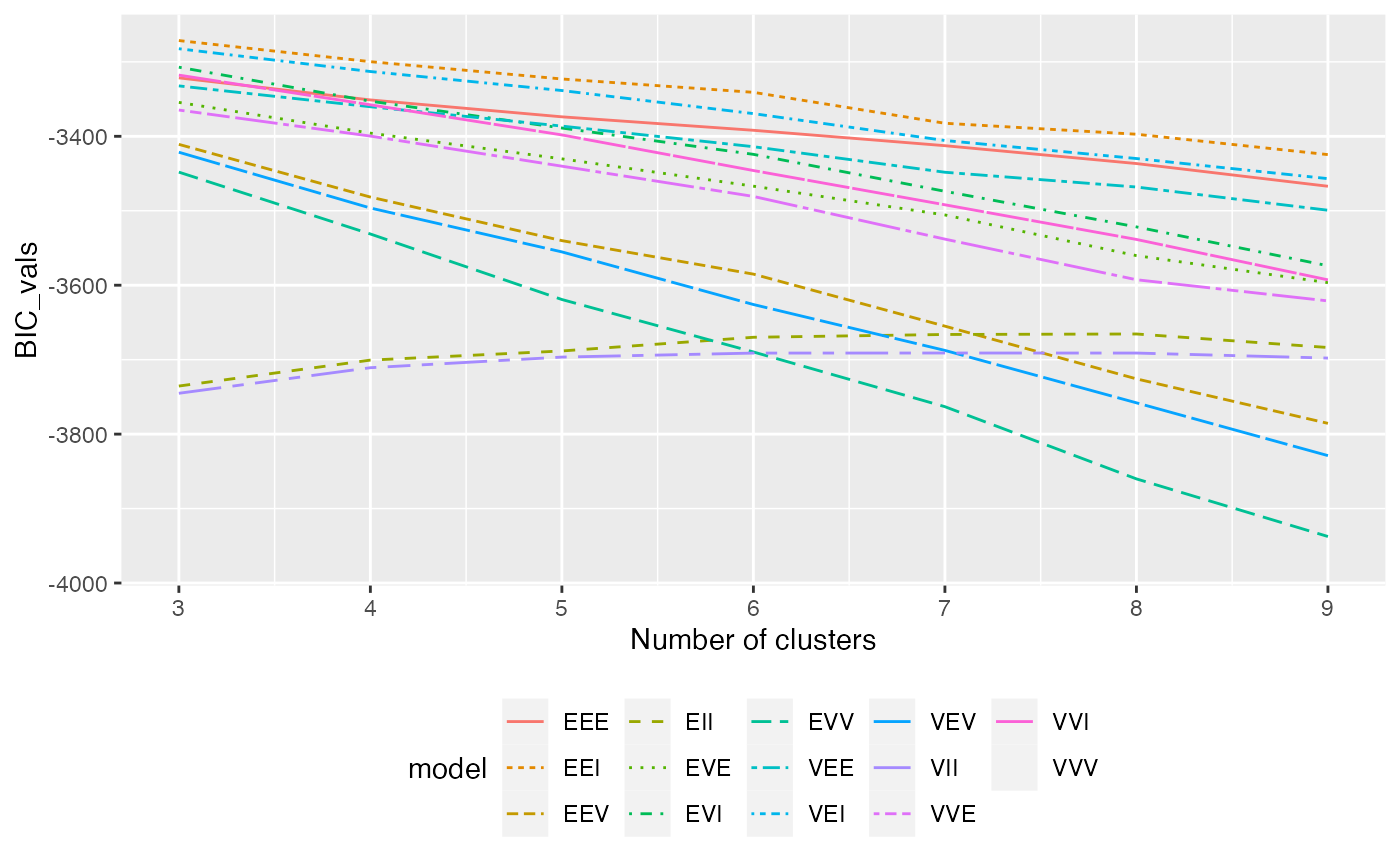 BIC_vals
-3400
-3600
-3800
-4000
3 4 5 6 7 8 9
Number of clusters
model
EEE EII EVV VEV VVI
EEI EVE VEE VII VVV
EEV EVI VEI VVE